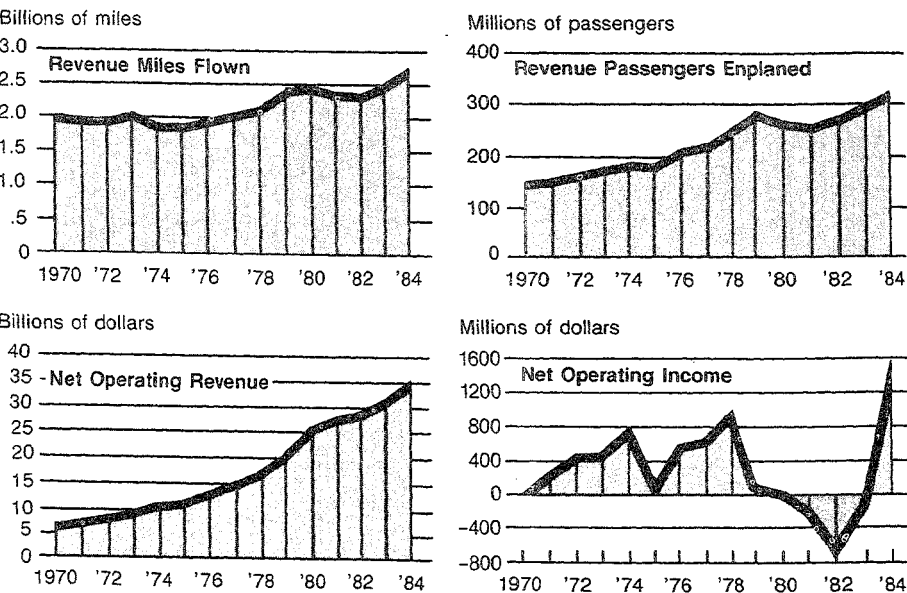 Billions of miles
3.0
2.5
2.0
1.5
1.0
.5
0
Revenue Miles Flown
1970 '72 '74 '76 '78 '80 '82 '84
Millions of passengers
400
300
200
100
0
Revenue Passengers Enplaned
1970 '72 '74 '76 '78 '80 '82 '84
Billions of dollars
40
35
30
25
20
15
10
5
0
Net Operating Revenue
1970 '72 '74 '76 '78 '80 '82 '84
Millions of dollars
1600
1200
800
400
0
-400
-800
Net Operating Income
1970 '72 '74 '76 '78 '80 '82 '84